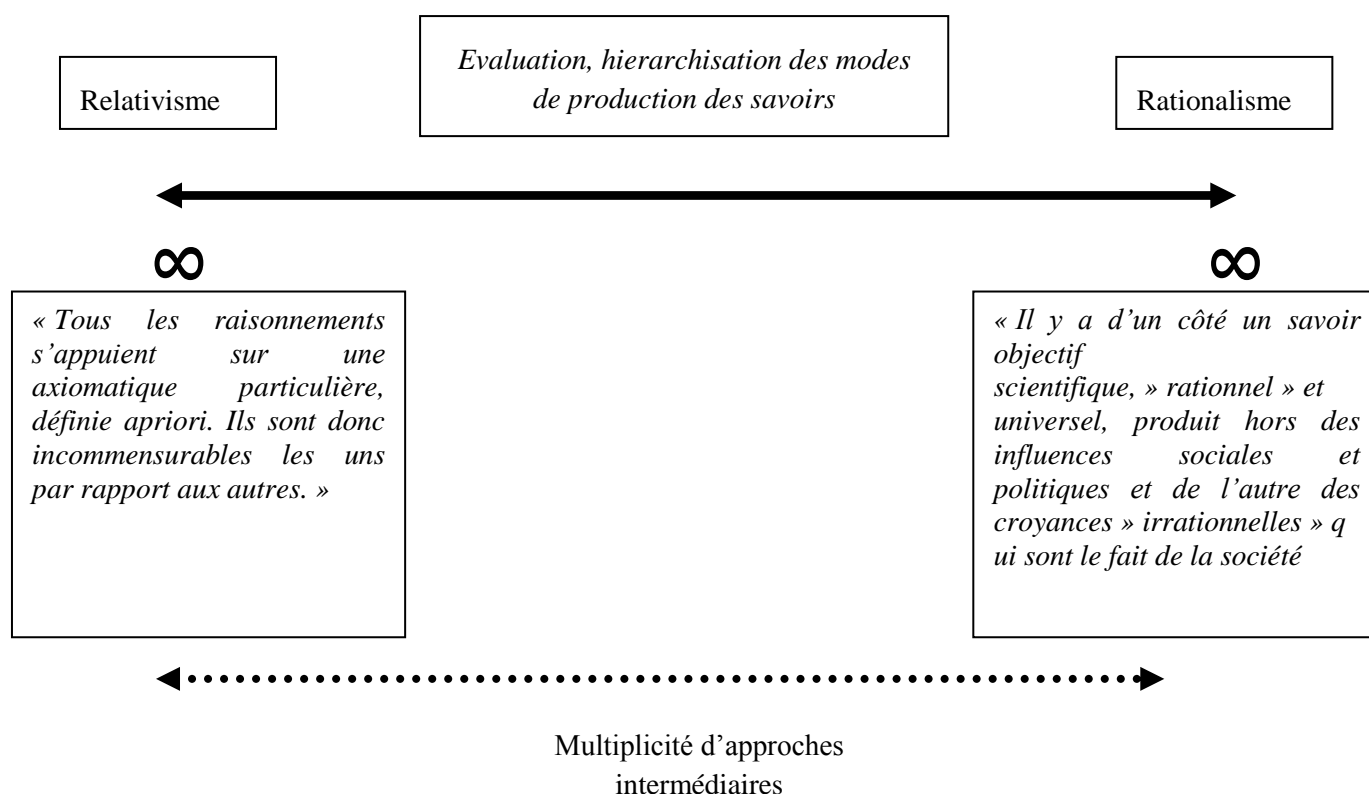 Relativisme
Evaluation, hierarchisation des modes
de production des savoirs
Rationalisme
∞
∞
« Tous les raisonnements
s’appuient sur une
axiomatique particulière,
définie apriori. Ils sont donc
incommensurables les uns
par rapport aux autres. »
« Il y a d’un côté un savoir
objectif
scientifique, » rationnel » et
universel, produit hors des
influences sociales et
politiques et de l’autre des
croyances » irrationnelles » q
ui sont le fait de la société
Multiplicité d’approches
intermédiaires